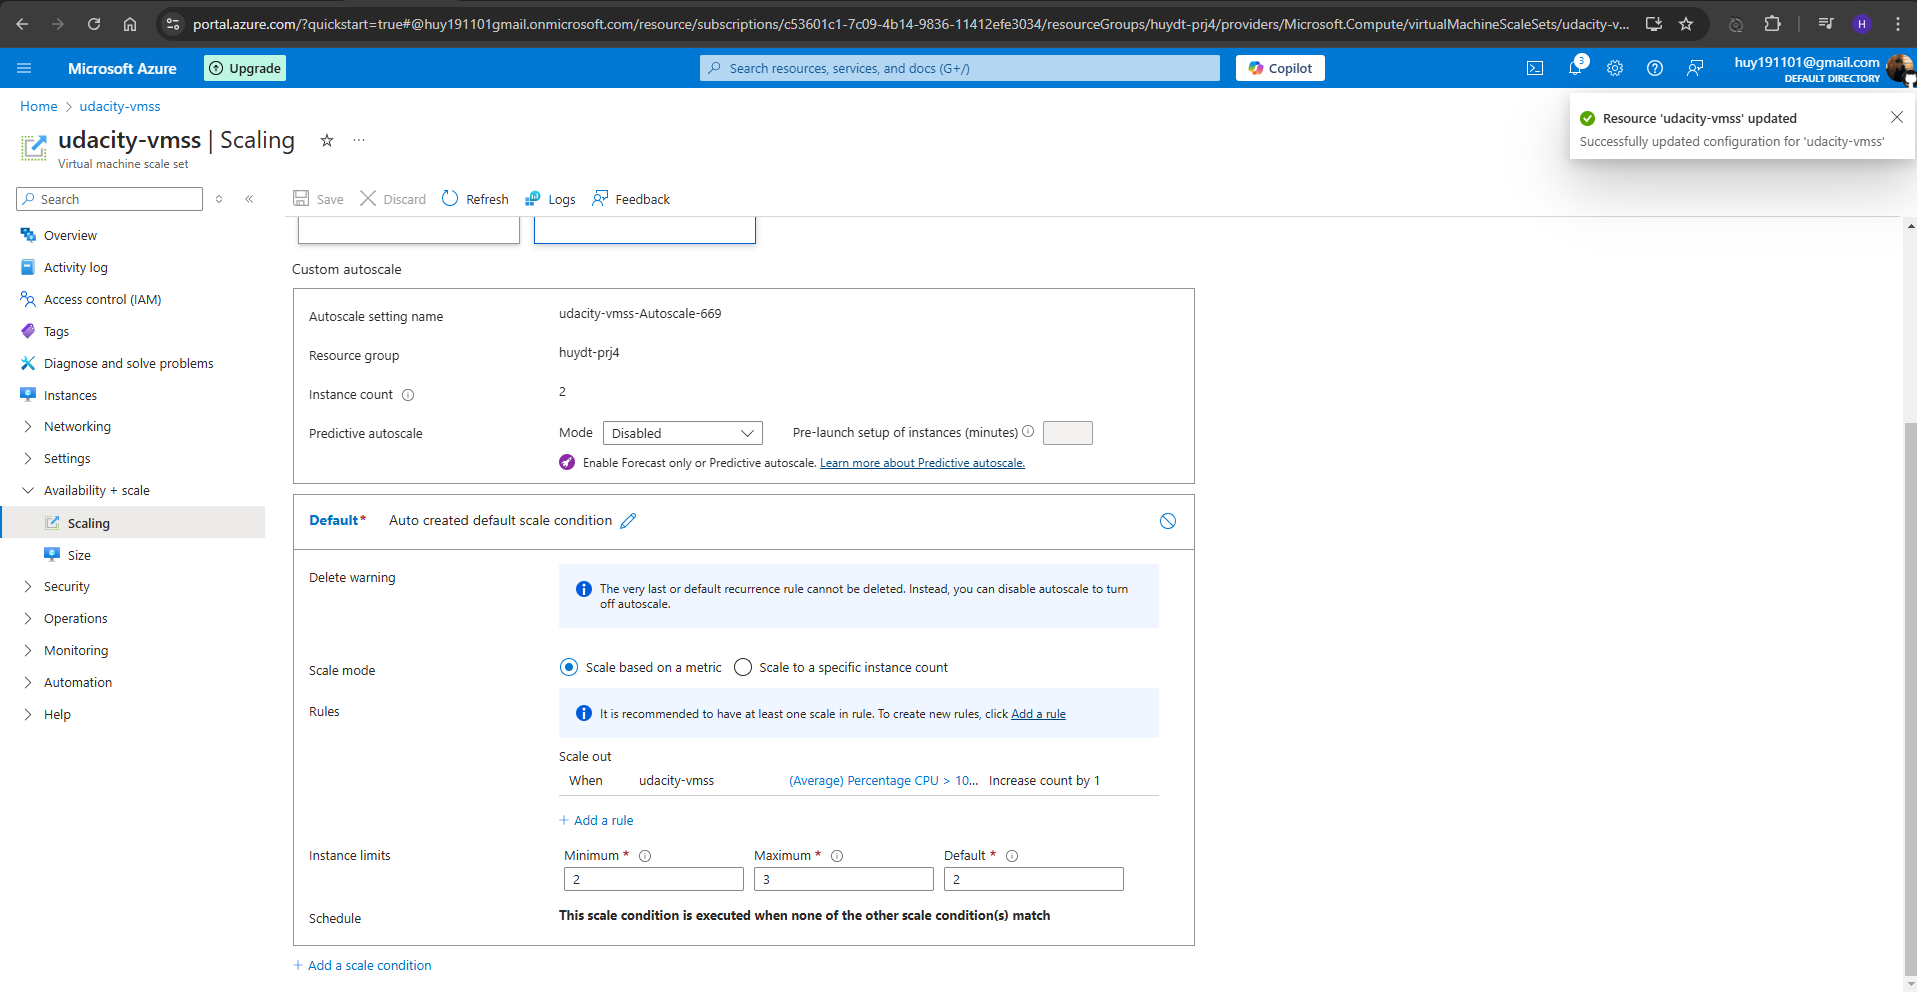 portal.azure.com/?quickstart=true#@huy191101gmail.onmicrosoft.com/resource/subscriptions/c53601c1-7c09-4b14-9836-11412efe3034/resourceGroups/huydt-prj4/providers/Microsoft.Compute/virtualMachineScaleSets/udacity-v...
H
Microsoft Azure
Upgrade
Search resources, services, and docs (G+/)
Copilot
3
huy191101@gmail.com
DEFAULT DIRECTORY
Home > udacity-vmss
Resource 'udacity-vmss' updated
Successfully updated configuration for 'udacity-vmss'
udacity-vmss | Scaling
Virtual machine scale set
Search
Save
Discard
Refresh
Logs
Feedback
Overview
Activity log
Access control (IAM)
Tags
Diagnose and solve problems
Instances
Networking
Settings
Availability + scale
Scaling
Size
Security
Operations
Monitoring
Automation
Help
Custom autoscale
Autoscale setting name udacity-vmss-Autoscale-669
Resource group huydt-prj4
Instance count 2
Predictive autoscale Mode Disabled Pre-launch setup of instances (minutes)
Enable Forecast only or Predictive autoscale. Learn more about Predictive autoscale.
Default* Auto created default scale condition
Delete warning
The very last or default recurrence rule cannot be deleted. Instead, you can disable autoscale to turn
off autoscale.
Scale mode Scale based on a metric Scale to a specific instance count
Rules It is recommended to have at least one scale in rule. To create new rules, click Add a rule
Scale out
When udacity-vmss (Average) Percentage CPU > 10... Increase count by 1
+ Add a rule
Instance limits Minimum * Maximum * Default *
2 3 2
Schedule This scale condition is executed when none of the other scale condition(s) match
+ Add a scale condition